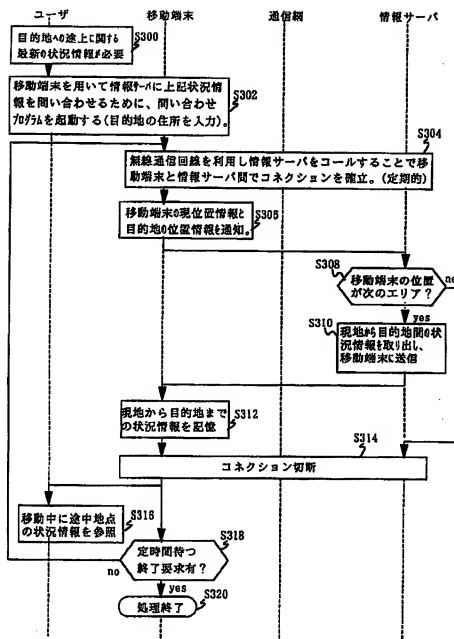 ユーザ
移動端末
通信網
情報サーバ
S300
目的地への途上に関する
最新の状況情報が必要
S302
移動端末を用いて情報サーバに上記状況情
報を問い合わせるために、問い合わせ
プログラムを起動する(目的地の住所を入力)。
S304
無線通信回線を利用し情報サーバをコールすることで移
動端末と情報サーバ間でコネクションを確立。(定期的)
S306
移動端末の現位置情報と
目的地の位置情報を通知。
S308
移動端末の位置
が次のエリア?
no
yes
S310
現地から目的地間の状
況情報を取り出し、
移動端末に送信
S312
現地から目的地まで
の状況情報を記憶
S314
コネクション切断
S316
移動中に途中地点
の状況情報を参照
S318
定時間待つ
終了要求有?
no
yes
S320
処理終了